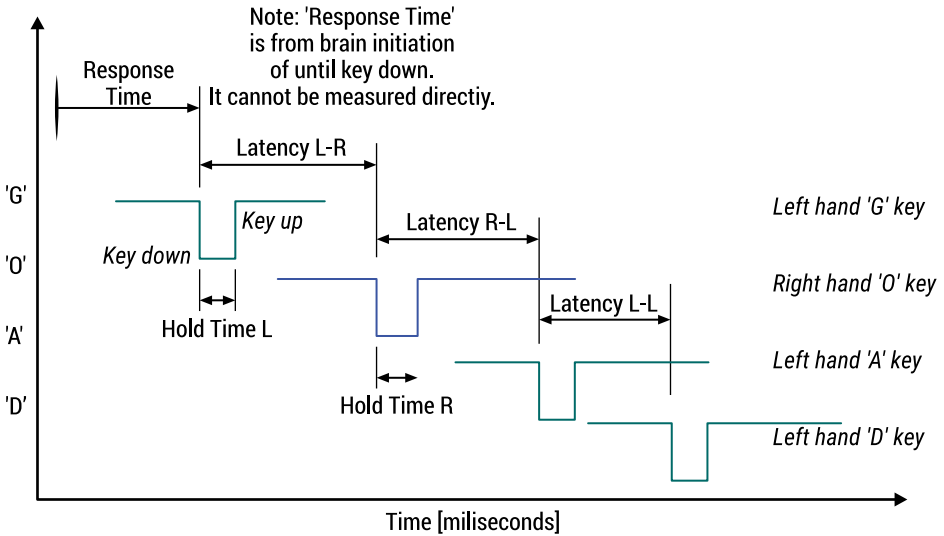 Note: 'Response Time'
is from brain initiation
of until key down.
It cannot be measured directiy.
Response
Time
Latency L-R
'G'
Key up
Latency R-L
Left hand 'G' key
Key down
'O'
Right hand 'O' key
Hold Time L
Latency L-L
'A'
Left hand 'A' key
Hold Time R
'D'
Left hand 'D' key
Time [miliseconds]